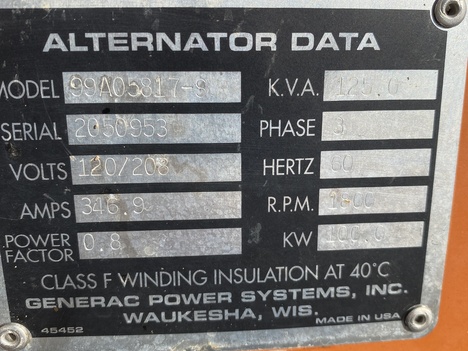 ALTERNATOR DATA
MODEL 99A05817-S K.V.A. 125.0
SERIAL 2050953 PHASE 3
VOLTS 120/208 HERTZ 60
AMPS 346.9 R.P.M.
POWER FACTOR 0.8 KW 100.0
CLASS F WINDING INSULATION AT 40°C
GENERAC POWER SYSTEMS, INC.
WAUKESHA, WIS.
45452 MADE IN USA